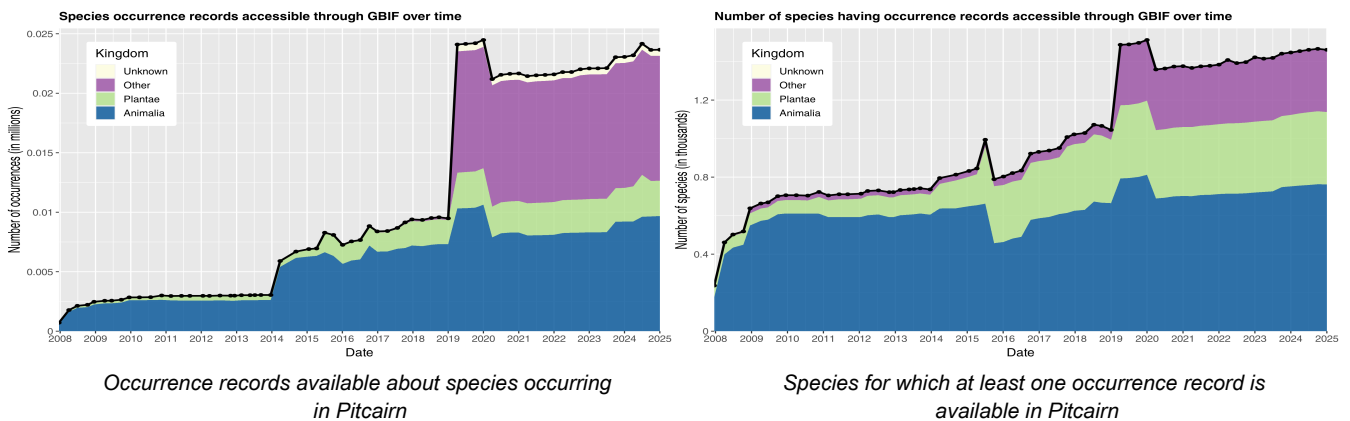 Species occurrence records accessible through GBIF over time
Number of occurrences (in millions)
0.025
0.02
0.015
0.01
0.005
0
Kingdom
Unknown
Other
Plantae
Animalia
2008 2009 2010 2011 2012 2013 2014 2015 2016 2017 2018 2019 2020 2021 2022 2023 2024 2025
Date
Occurrence records available about species occurring
in Pitcairn
Number of species having occurrence records accessible through GBIF over time
Number of species (in thousands)
1.2
0.8
0.4
0
Kingdom
Unknown
Other
Plantae
Animalia
2008 2009 2010 2011 2012 2013 2014 2015 2016 2017 2018 2019 2020 2021 2022 2023 2024 2025
Date
Species for which at least one occurrence record is
available in Pitcairn